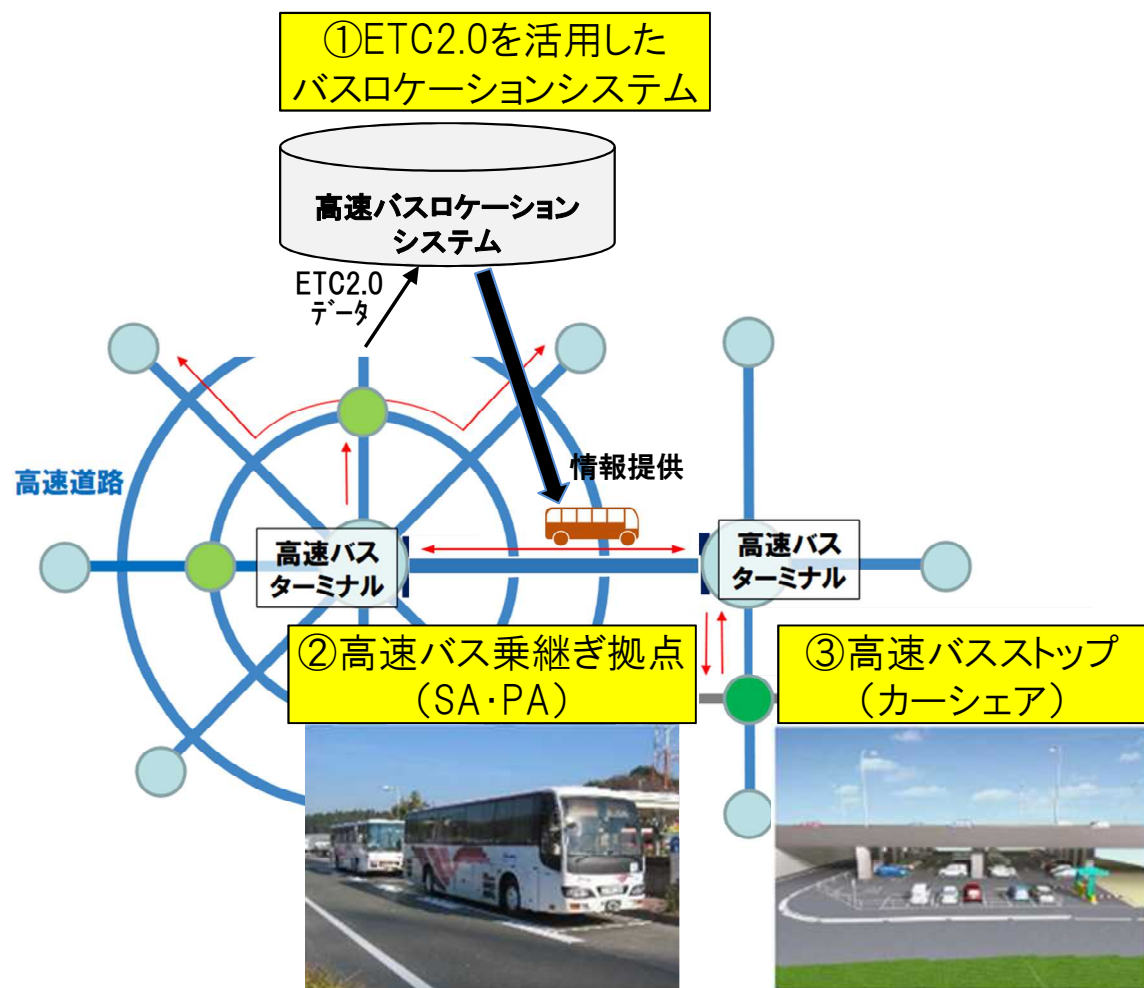 ①ETC2.0を活用した
バスロケーションシステム
高速バスロケーション
システム
ETC2.0
データ
情報提供
高速道路
高速バス
ターミナル
高速バス
ターミナル
②高速バス乗継ぎ拠点
（SA･PA）
③高速バスストップ
（カーシェア）